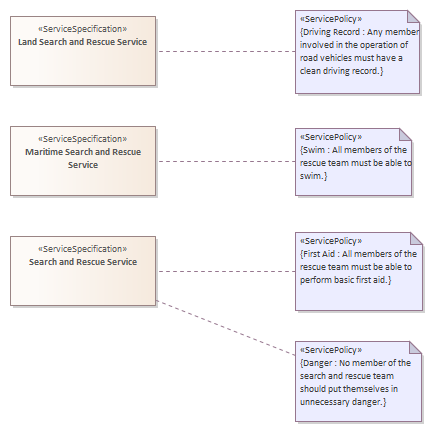 «ServiceSpecification»
Land Search and Rescue Service
«ServicePolicy»
{Driving Record : Any member
involved in the operation of
road vehicles must have a
clean driving record.}
«ServiceSpecification»
Maritime Search and Rescue
Service
«ServicePolicy»
{Swim : All members of the
rescue team must be able to
swim.}
«ServiceSpecification»
Search and Rescue Service
«ServicePolicy»
{First Aid : All members of the
rescue team must be able to
perform basic first aid.}
«ServicePolicy»
{Danger : No member of the
search and rescue team
should put themselves in
unnecessary danger.}